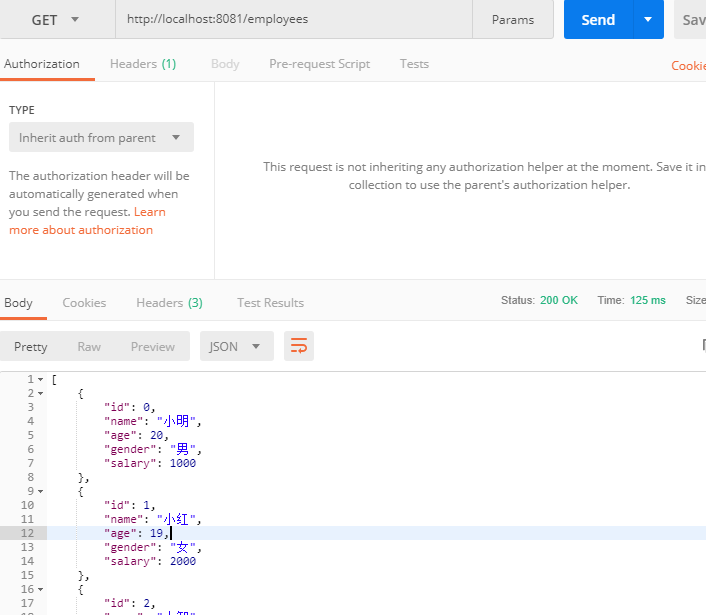 GET http://localhost:8081/employees Params Send Sav
Authorization Headers (1) Body Pre-request Script Tests Cookie
TYPE
Inherit auth from parent
The authorization header will be
automatically generated when
you send the request. Learn
more about authorization
This request is not inheriting any authorization helper at the moment. Save it in
collection to use the parent's authorization helper.
Body Cookies Headers (3) Test Results Status: 200 OK Time: 125 ms Size
Pretty Raw Preview JSON
1 [
2 {
3 "id": 0,
4 "name": "小明",
5 "age": 20,
6 "gender": "男",
7 "salary": 1000
8 },
9 {
10 "id": 1,
11 "name": "小红",
12 "age": 19,
13 "gender": "女",
14 "salary": 2000
15 },
16 {
17 "id": 2,